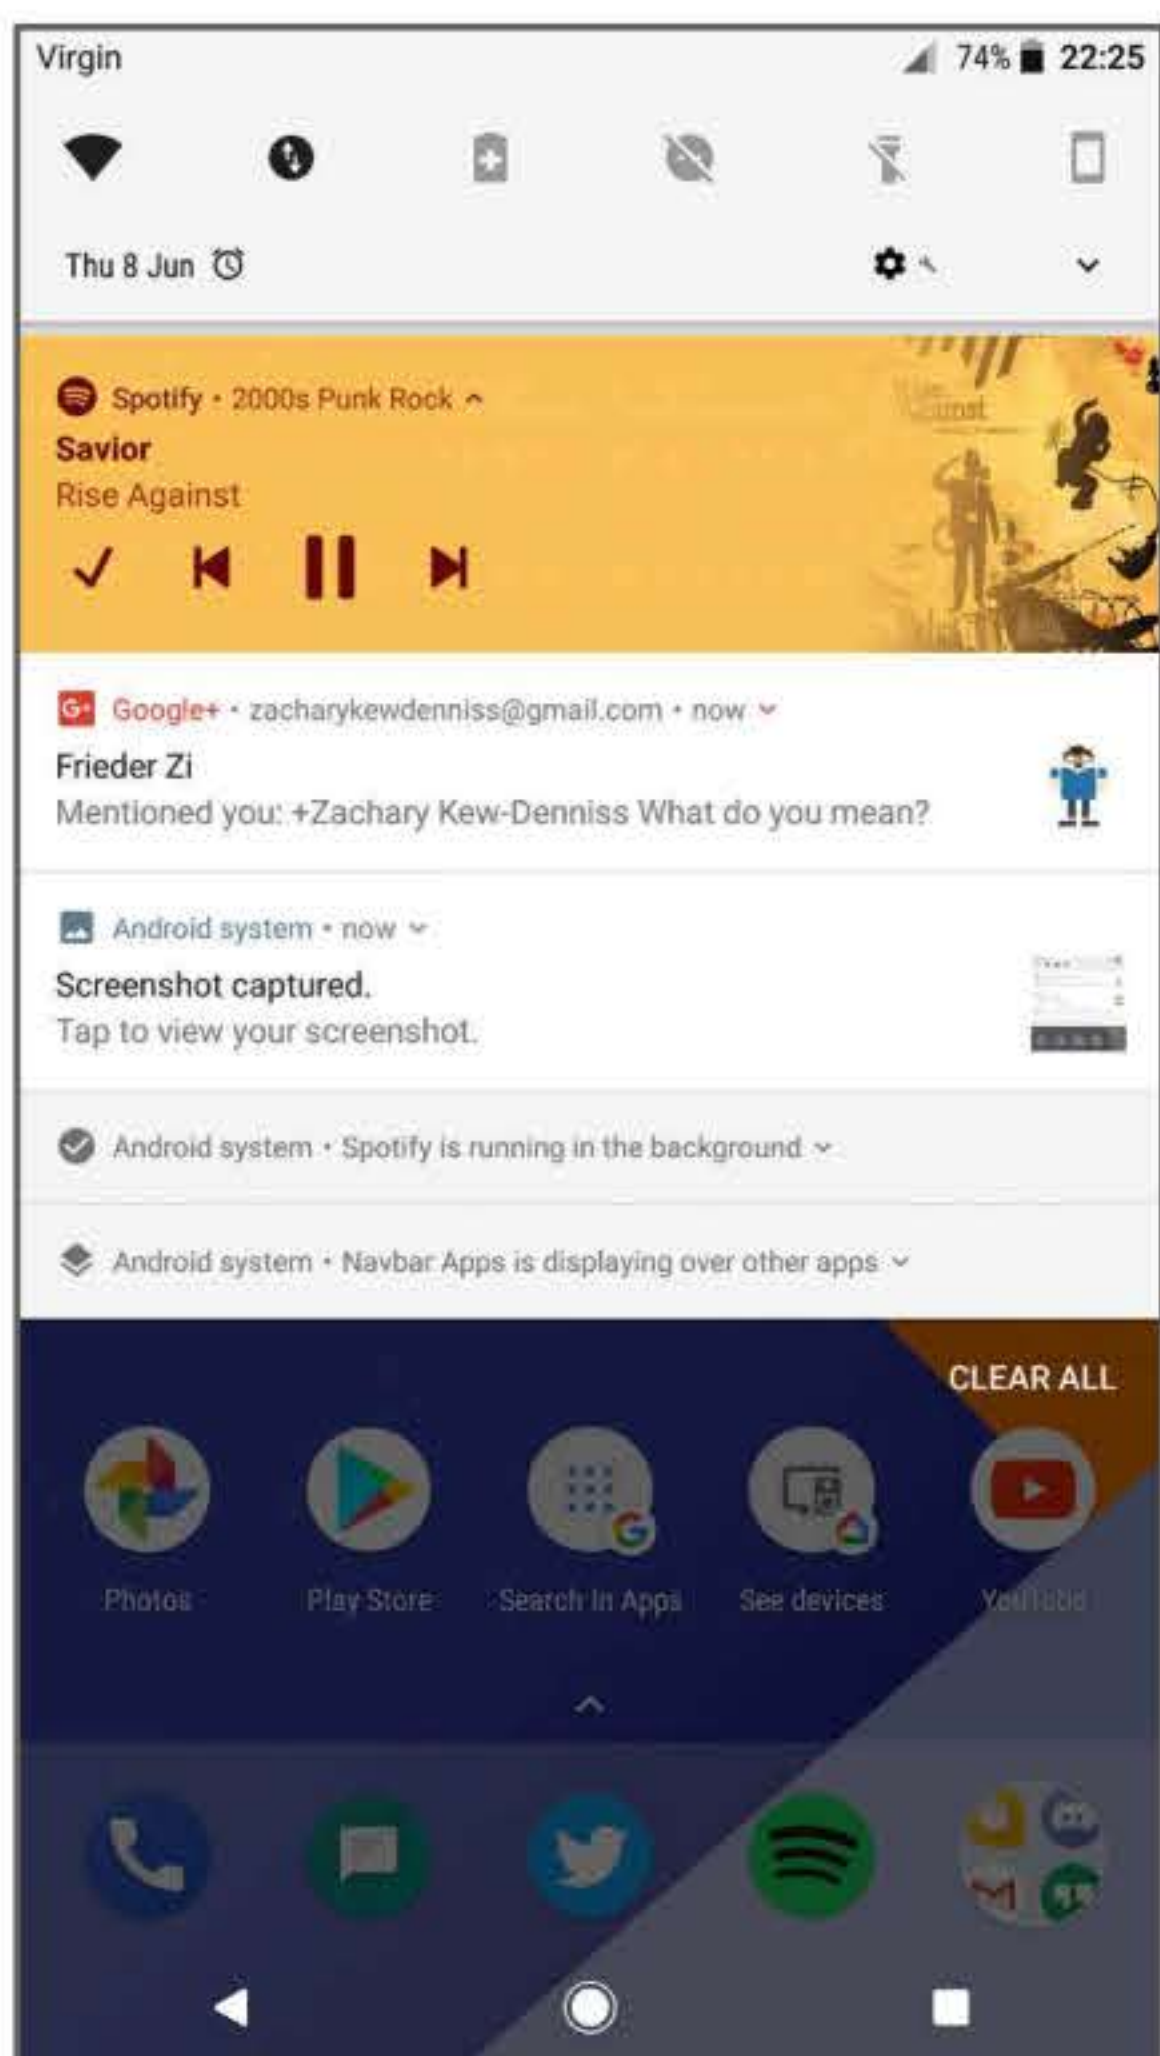 Virgin 74% 22:25
Thu 8 Jun
Spotify • 2000s Punk Rock
Savior
Rise Against
Google+ • zacharykewdenniss@gmail.com • now
Frieder Zi
Mentioned you: +Zachary Kew-Denniss What do you mean?
Android system • now
Screenshot captured.
Tap to view your screenshot.
Android system • Spotify is running in the background
Android system • Navbar Apps is displaying over other apps
CLEAR ALL
Photos Play Store Search In Apps See devices YouTube